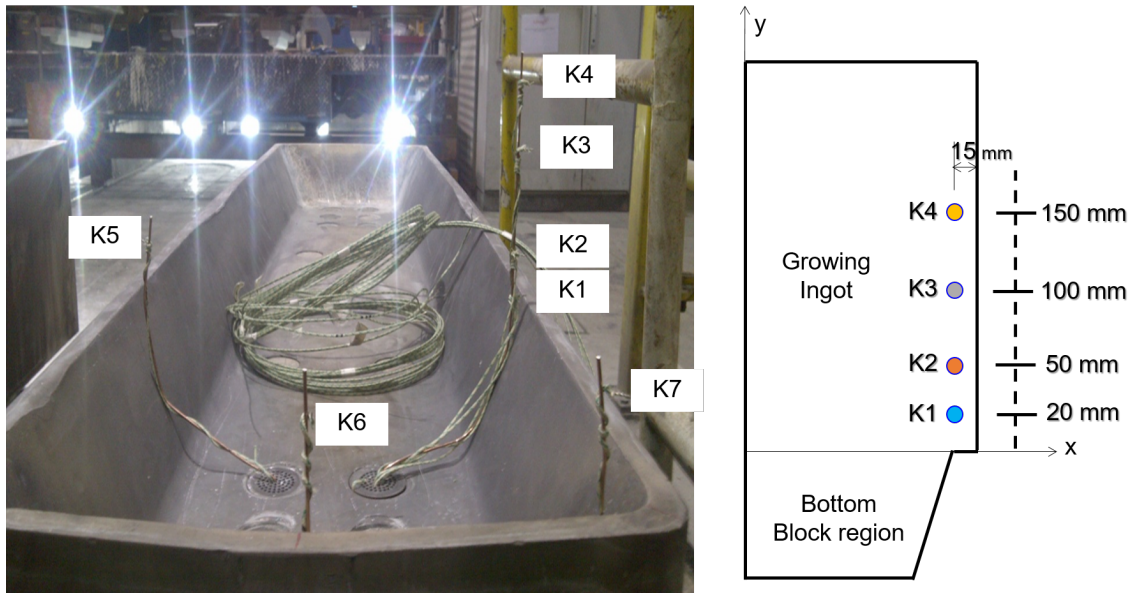 K4
K3
K5
K2
K1
K7
K6
y
15 mm
K4
150 mm
Growing
Ingot
K3
100 mm
K2
50 mm
K1
20 mm
x
Bottom
Block region